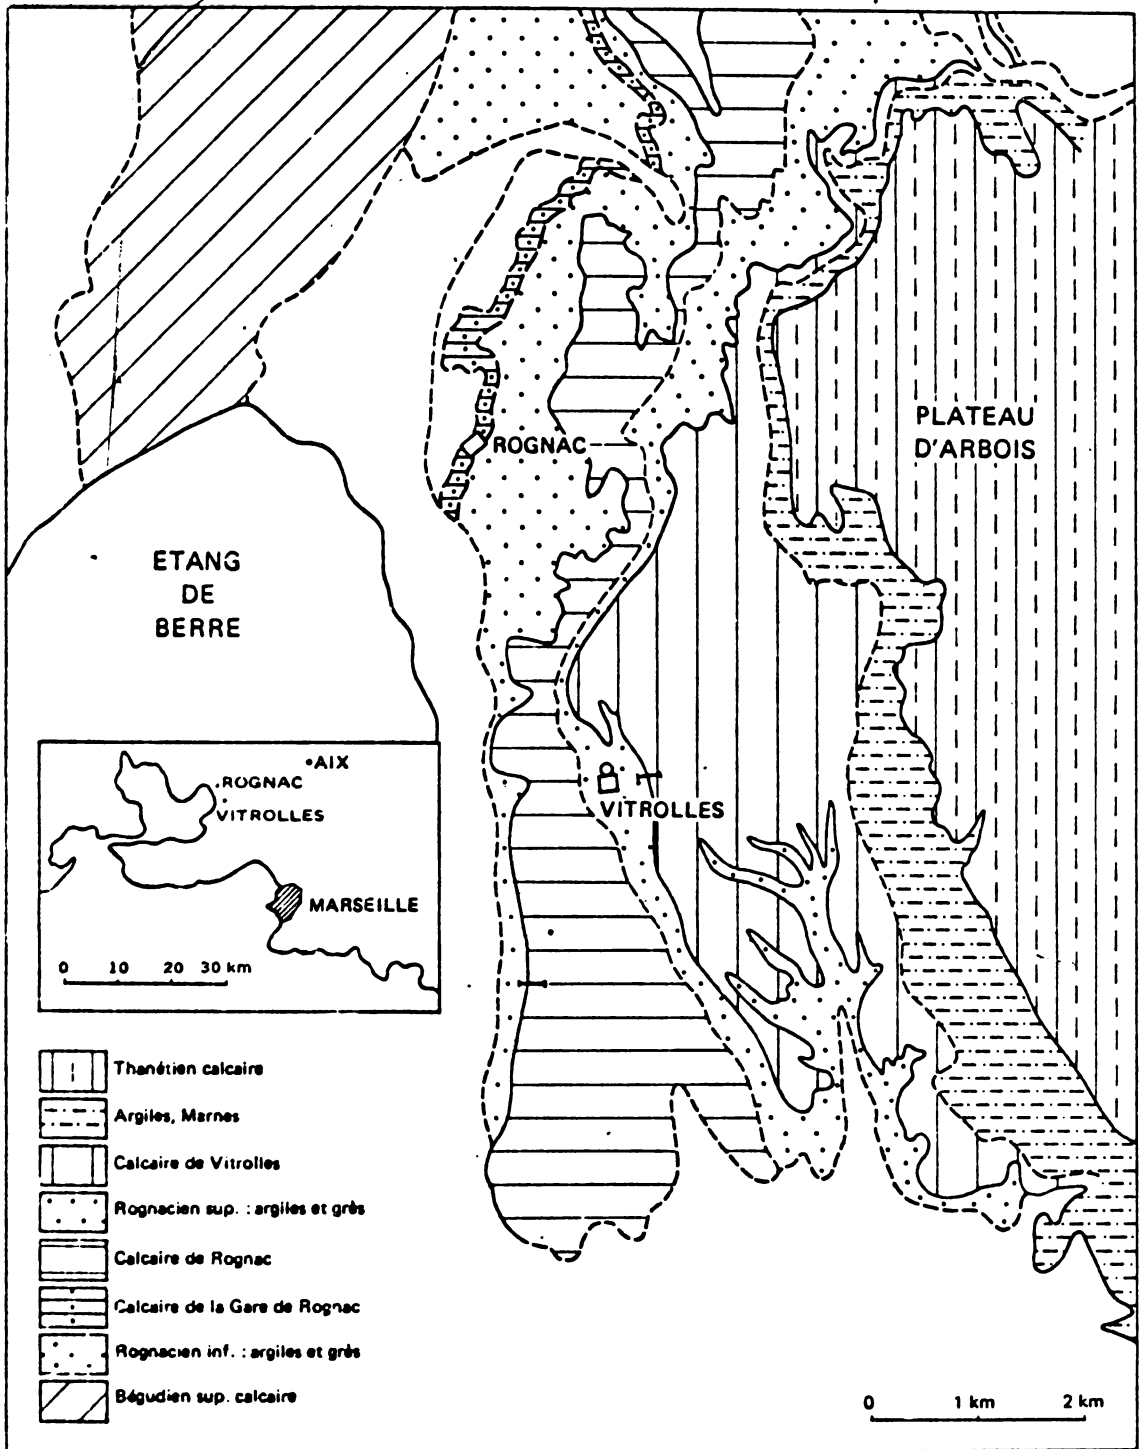 PLATEAU
D'ARBOIS
ROGNAC
ETANG
DE
BERRE
VITROLLES
•AIX
ROGNAC
VITROLLES
MARSEILLE
0 10 20 30 km
Thanétien calcaire
Argiles, Marnes
Calcaire de Vitrolles
Rognacien sup. : argiles et grès
Calcaire de Rognac
Calcaire de la Gare de Rognac
Rognacien inf. : argiles et grès
Bégudien sup. calcaire
0 1 km 2 km